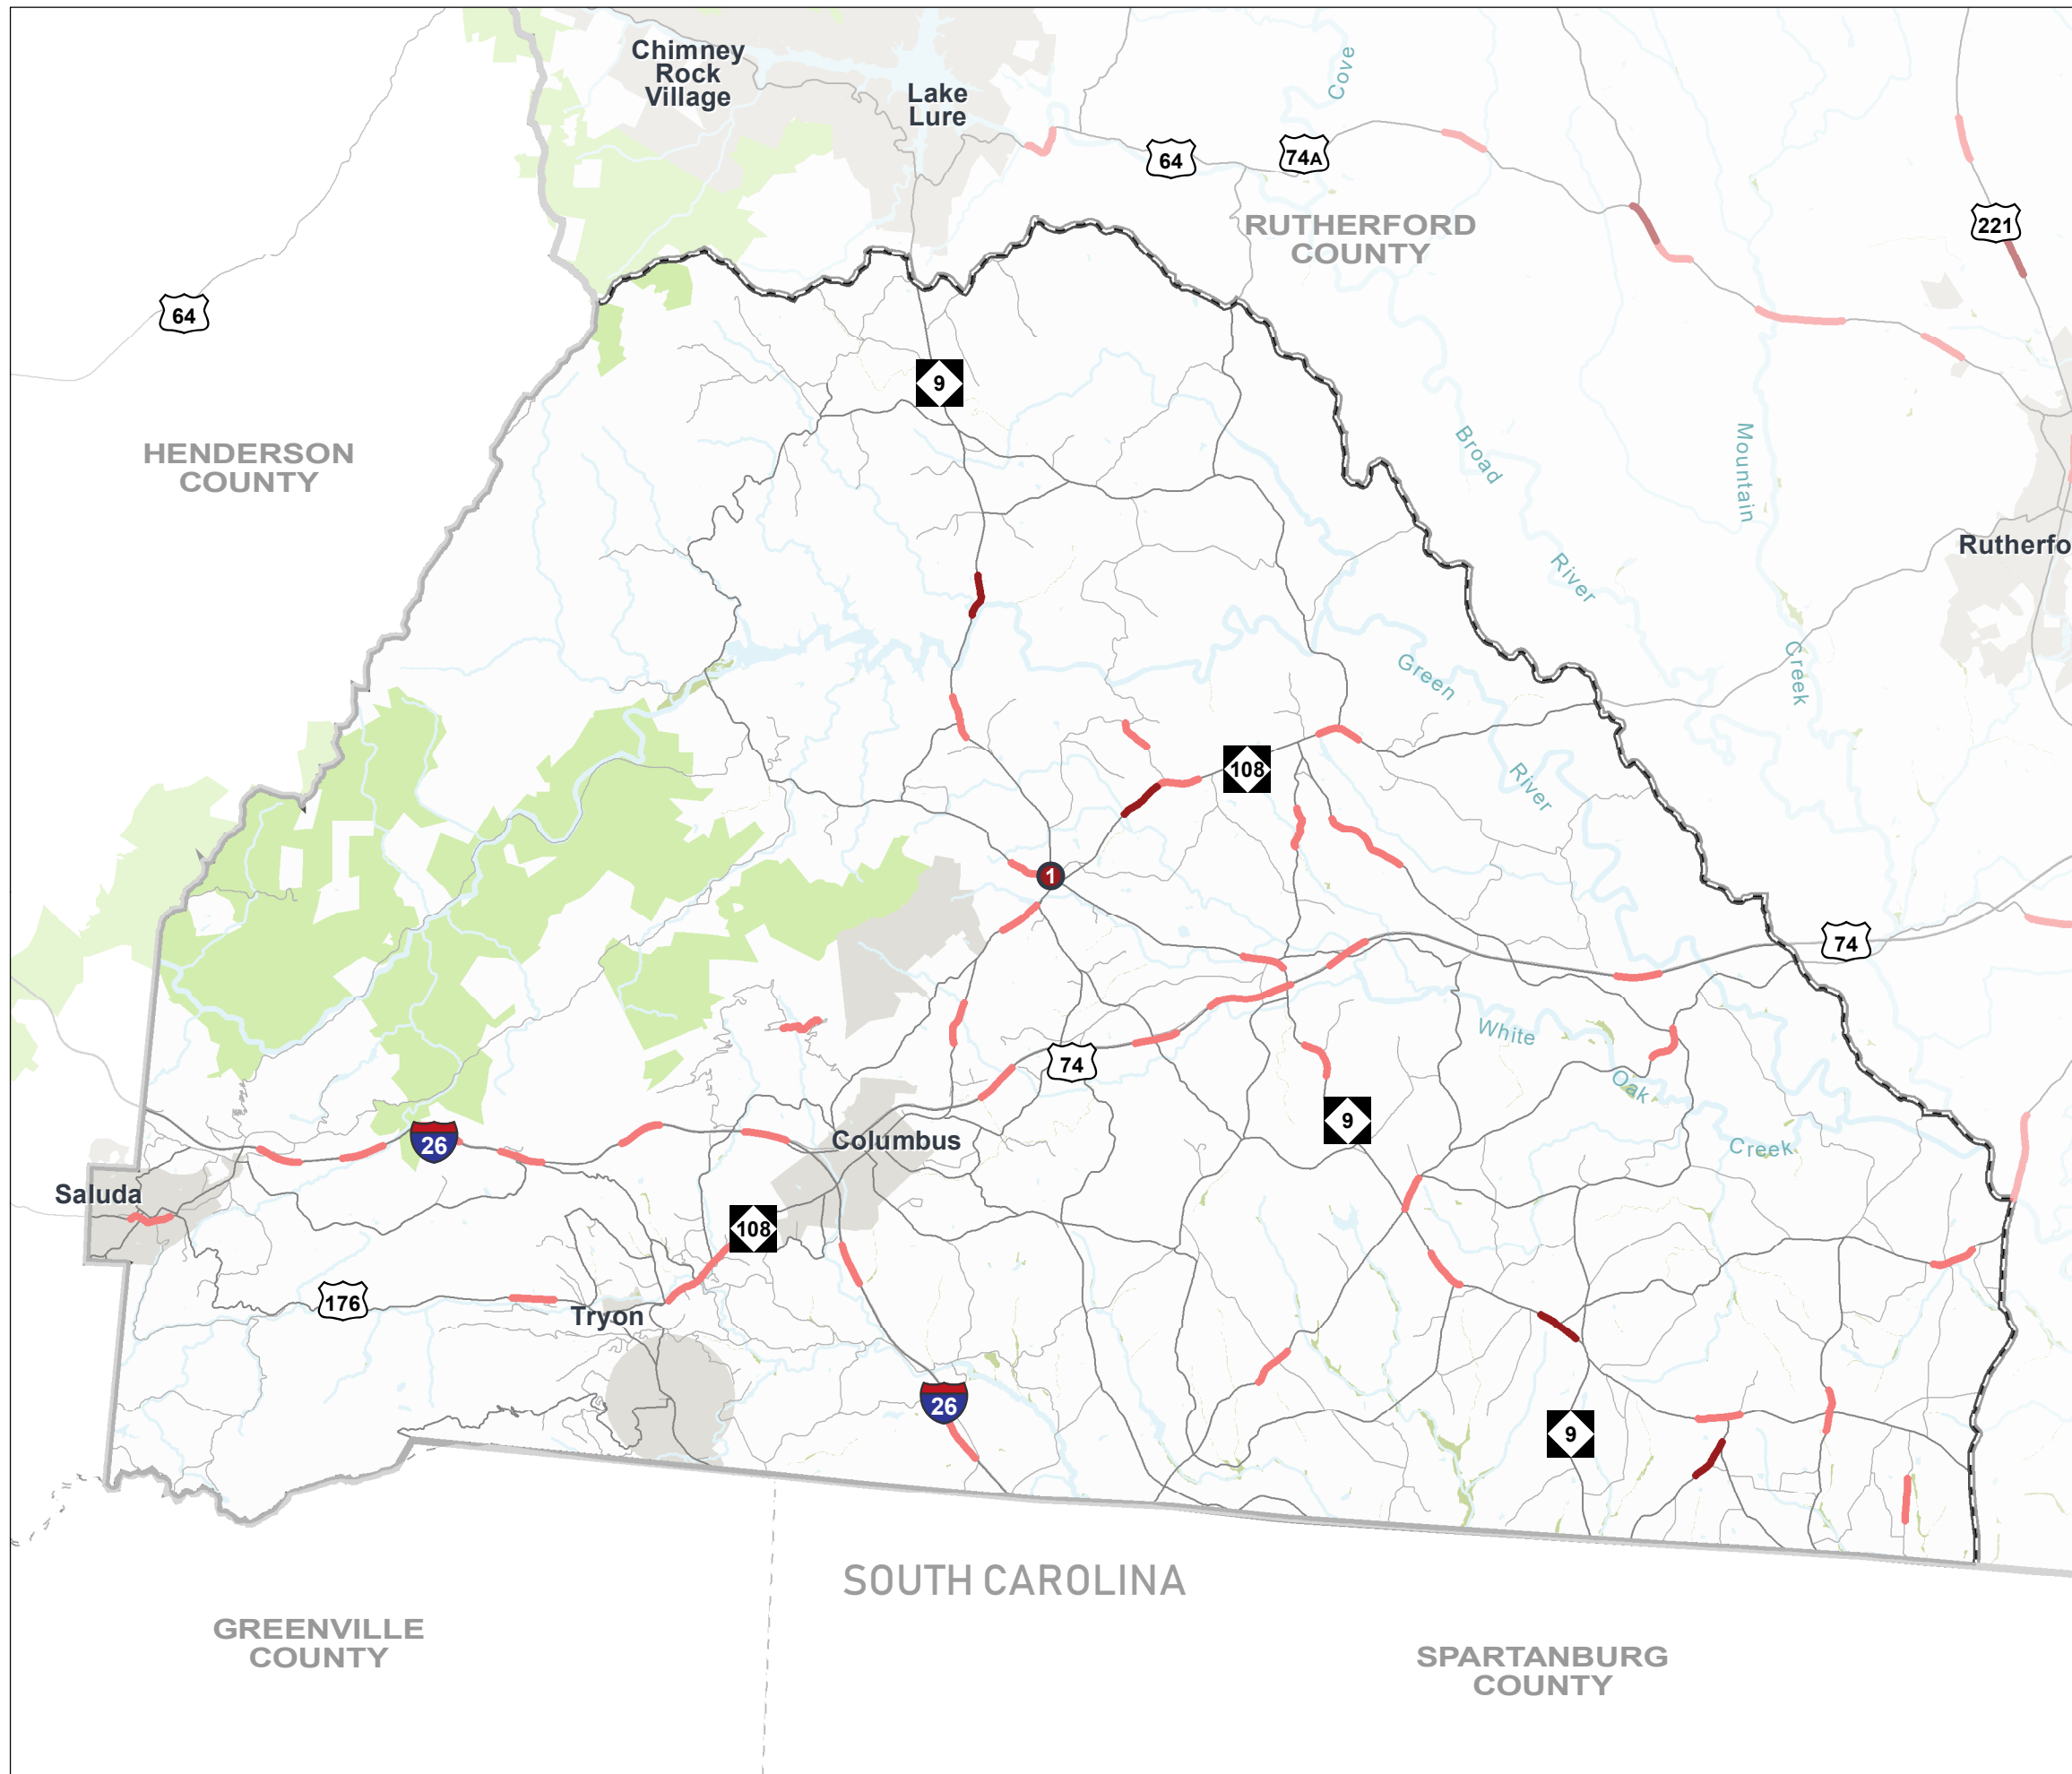 Chimney
Rock
Village
Lake
Lure
Cove
64
74A
RUTHERFORD
COUNTY
221
64
9
HENDERSON
COUNTY
Broad
River
Mountain
Creek
Rutherfo
Green
River
108
1
74
White
Oak
Creek
74
9
26
Columbus
Saluda
108
176
Tryon
26
9
SOUTH CAROLINA
GREENVILLE
COUNTY
SPARTANBURG
COUNTY